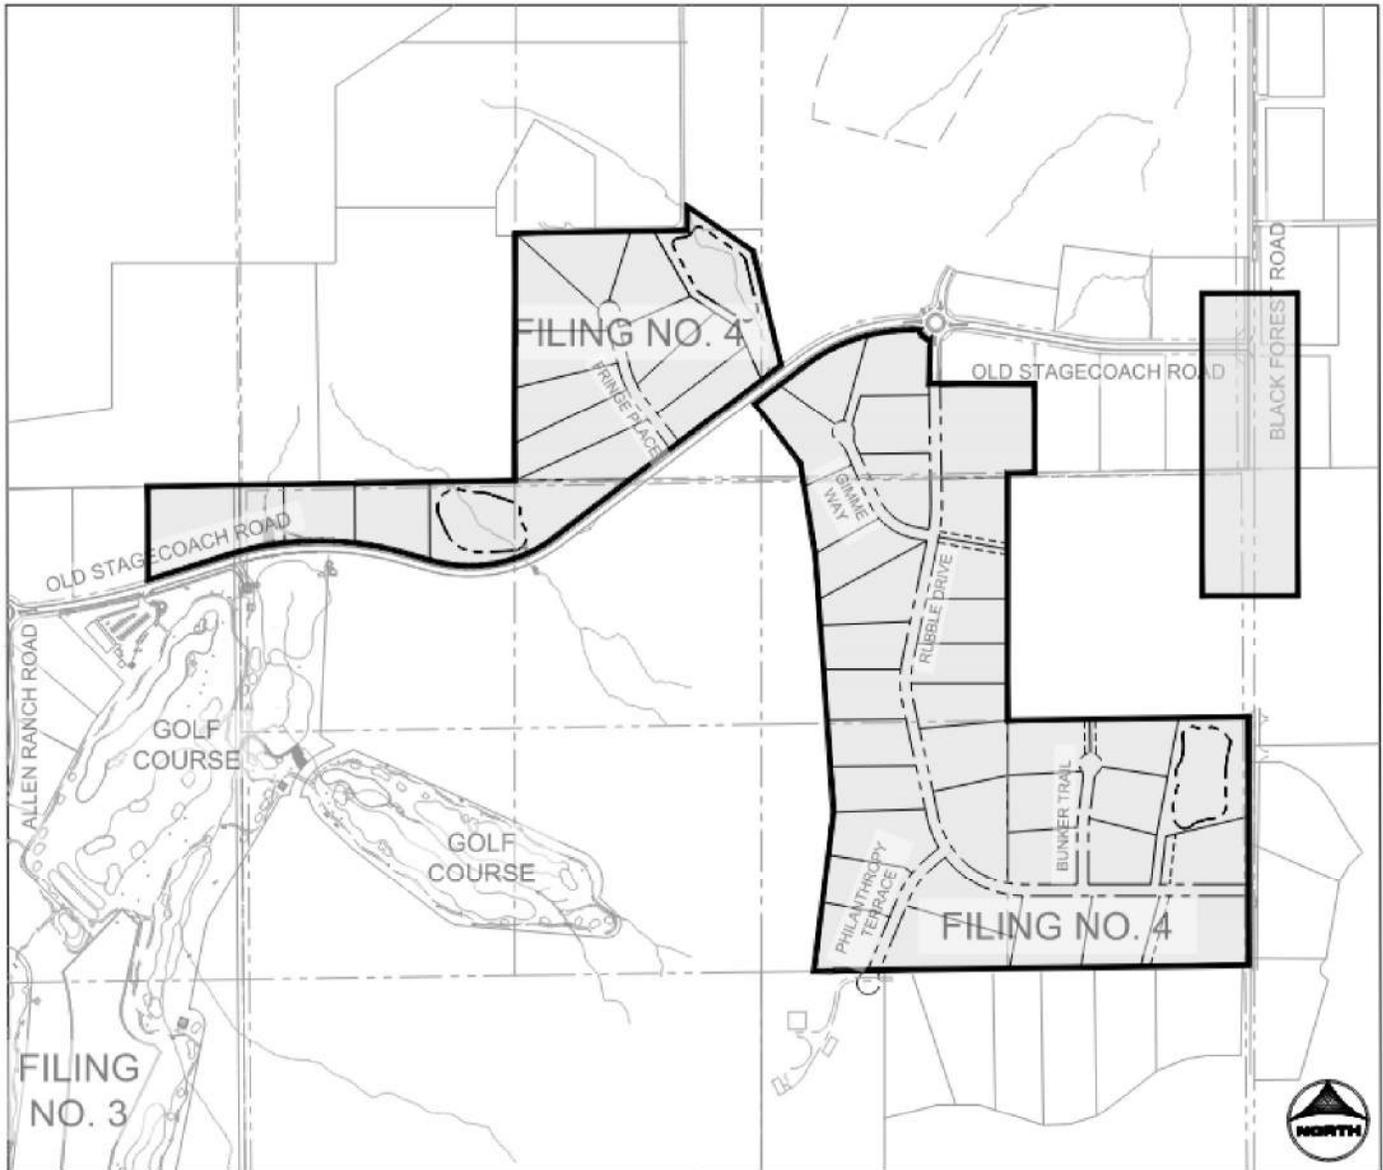 BLACK FOREST ROAD
FILING NO. 4
FRINGE PLACE
OLD STAGECOACH ROAD
GIMME
WAY
OLD STAGECOACH ROAD
RUBBLE DRIVE
ALLEN RANCH ROAD
GOLF
COURSE
GOLF
COURSE
BUNKER TRAIL
PHILANTHROPY
TERRACE
FILING NO. 4
FILING
NO. 3
NORTH